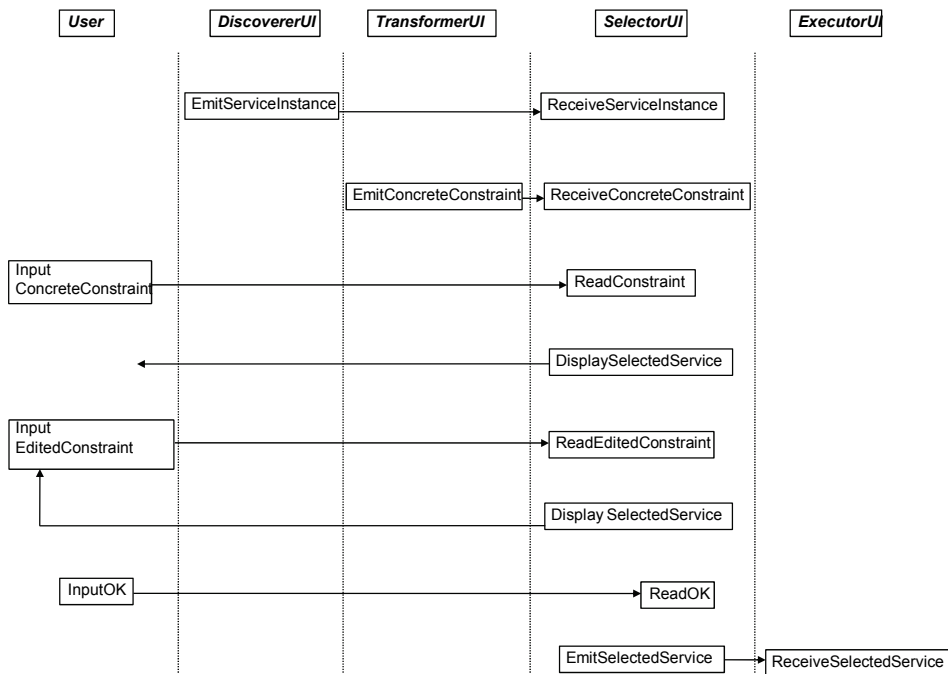 User
DiscovererUI
TransformerUI
SelectorUI
ExecutorUI
EmitServiceInstance
ReceiveServiceInstance
EmitConcreteConstraint
ReceiveConcreteConstraint
Input
ConcreteConstraint
ReadConstraint
DisplaySelectedService
Input
EditedConstraint
ReadEditedConstraint
Display SelectedService
InputOK
ReadOK
EmitSelectedService
ReceiveSelectedService